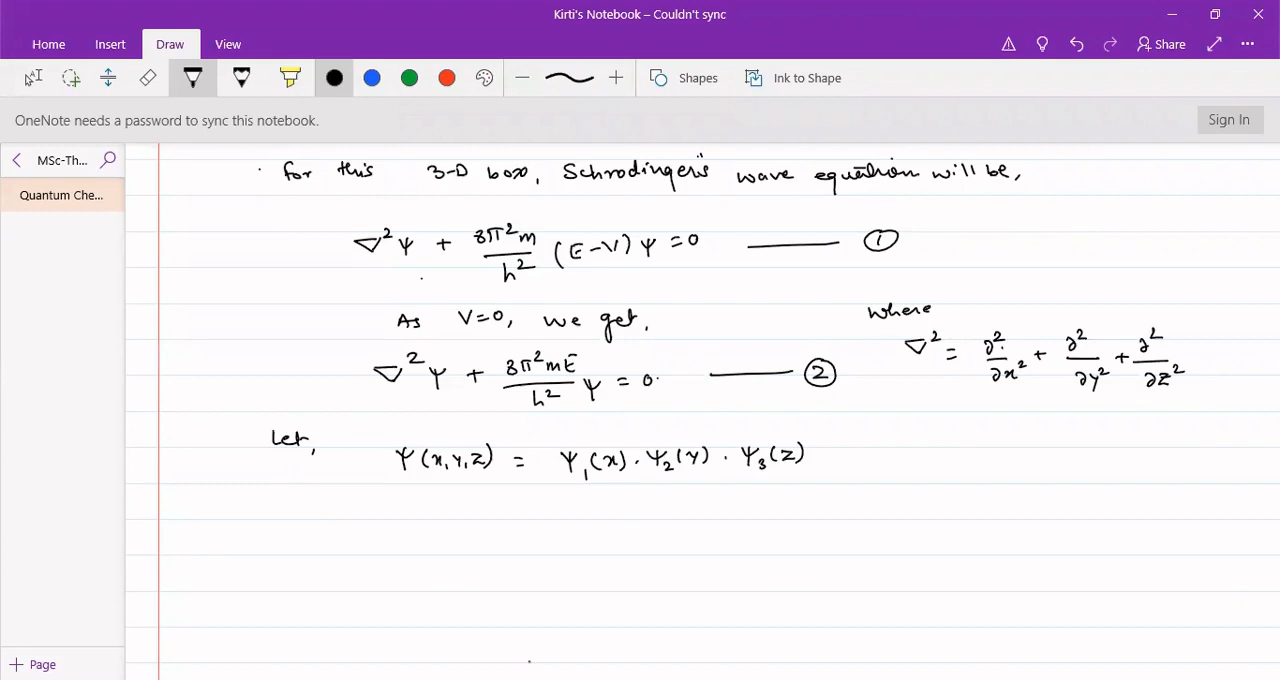 Kirti's Notebook – Couldn't sync
Home Insert Draw View Share
Shapes Ink to Shape
OneNote needs a password to sync this notebook. Sign In
MSc-Th...
Quantum Che...
. for this 3-D box, Schrodinger's wave equation will be,
∇²Ψ + 8π²m/h² (E-V) Ψ = 0 ——— ①
As V=0, we get,
where
∇²Ψ + 8π²mE/h² Ψ = 0. ——— ②
∇² = ∂²/∂x² + ∂²/∂y² + ∂²/∂z²
Let,
Ψ(x,y,z) = Ψ₁(x) . Ψ₂(y) . Ψ₃(z)
+ Page